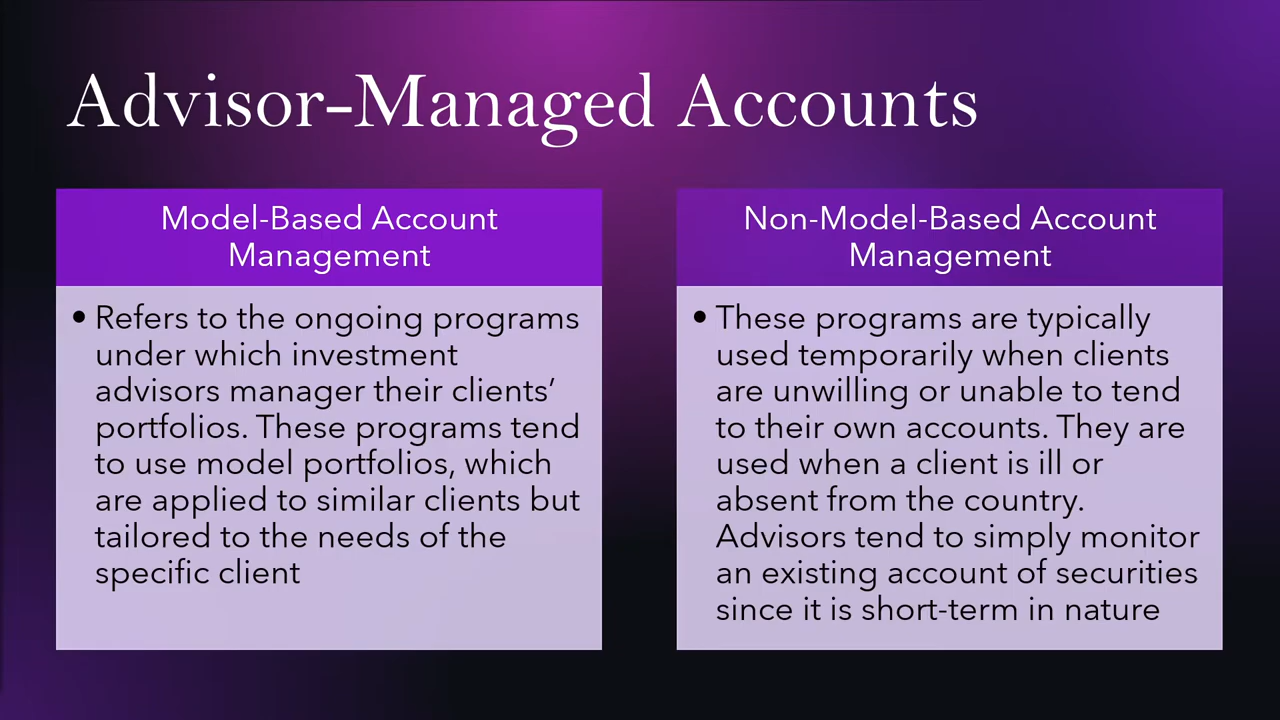 Advisor-Managed Accounts
Model-Based Account
Management
• Refers to the ongoing programs
under which investment
advisors manager their clients’
portfolios. These programs tend
to use model portfolios, which
are applied to similar clients but
tailored to the needs of the
specific client
Non-Model-Based Account
Management
• These programs are typically
used temporarily when clients
are unwilling or unable to tend
to their own accounts. They are
used when a client is ill or
absent from the country.
Advisors tend to simply monitor
an existing account of securities
since it is short-term in nature